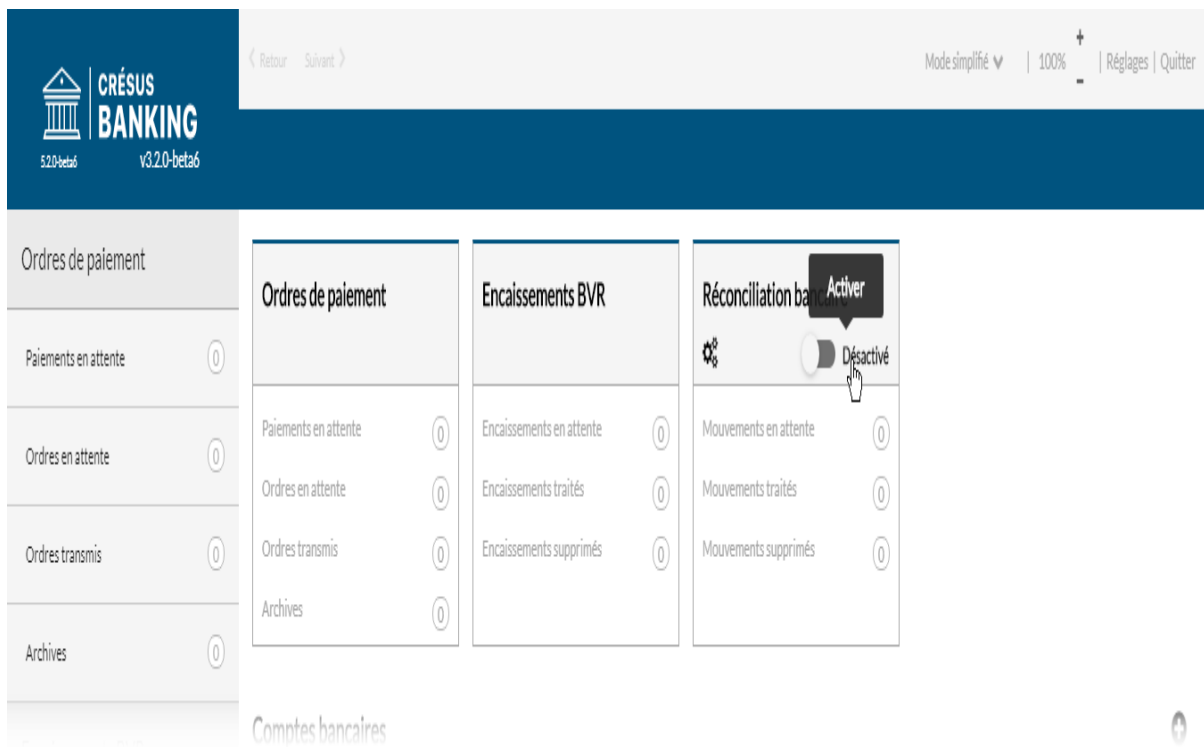 CRÉSUS
BANKING
5.2.0-beta6 v3.2.0-beta6
Retour Suivant
Mode simplifié | 100% + - | Réglages | Quitter
Ordres de paiement
Paiements en attente 0
Ordres en attente 0
Ordres transmis 0
Archives 0
Ordres de paiement
Paiements en attente 0
Ordres en attente 0
Ordres transmis 0
Archives 0
Encaissements BVR
Encaissements en attente 0
Encaissements traités 0
Encaissements supprimés 0
Réconciliation bancaire
Activer
Désactivé
Mouvements en attente 0
Mouvements traités 0
Mouvements supprimés 0
Comptes bancaires